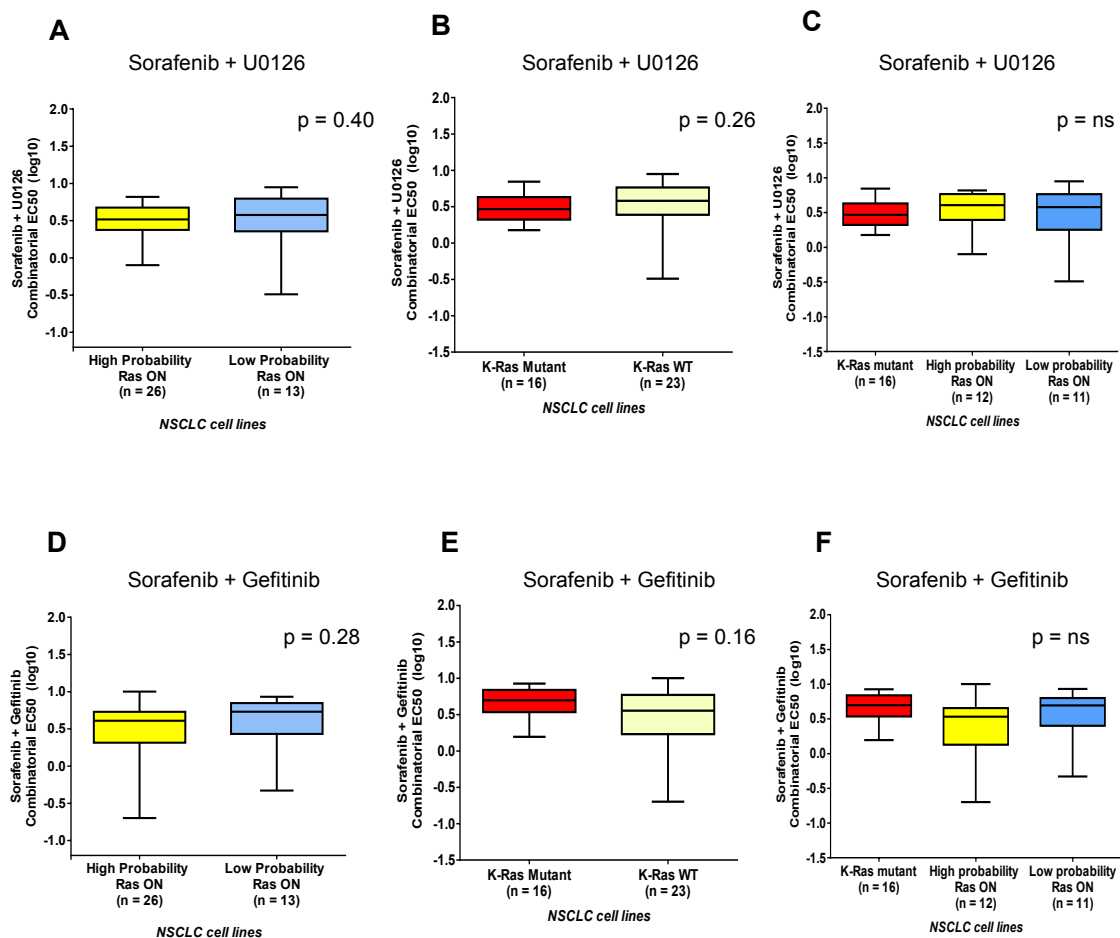 A
Sorafenib + U0126
p = 0.40
Sorafenib + U0126
Combinatorial EC50 (log10)
2.0
1.5
1.0
0.5
0.0
-0.5
-1.0
High Probability
Ras ON
(n = 26)
Low Probability
Ras ON
(n = 13)
NSCLC cell lines
B
Sorafenib + U0126
p = 0.26
Sorafenib + U0126
Combinatorial EC50 (log10)
2.0
1.5
1.0
0.5
0.0
-0.5
-1.0
-1.5
K-Ras Mutant
(n = 16)
K-Ras WT
(n = 23)
NSCLC cell lines
C
Sorafenib + U0126
p = ns
Sorafenib + U0126
Combinatorial EC50 (log10)
2.0
1.5
1.0
0.5
0.0
-0.5
-1.0
-1.5
K-Ras mutant
(n = 16)
High probability
Ras ON
(n = 12)
Low probability
Ras ON
(n = 11)
NSCLC cell lines
D
Sorafenib + Gefitinib
p = 0.28
Sorafenib + Gefitinib
Combinatorial EC50 (log10)
2.0
1.5
1.0
0.5
0.0
-0.5
-1.0
High Probability
Ras ON
(n = 26)
Low Probability
Ras ON
(n = 13)
NSCLC cell lines
E
Sorafenib + Gefitinib
p = 0.16
Sorafenib + Gefitinib
Combinatorial EC50 (log10)
2.0
1.5
1.0
0.5
0.0
-0.5
-1.0
-1.5
K-Ras Mutant
(n = 16)
K-Ras WT
(n = 23)
NSCLC cell lines
F
Sorafenib + Gefitinib
p = ns
Sorafenib + Gefitinib
Combinatorial EC50 (log10)
2.0
1.5
1.0
0.5
0.0
-0.5
-1.0
-1.5
K-Ras mutant
(n = 16)
High probability
Ras ON
(n = 12)
Low probability
Ras ON
(n = 11)
NSCLC cell lines